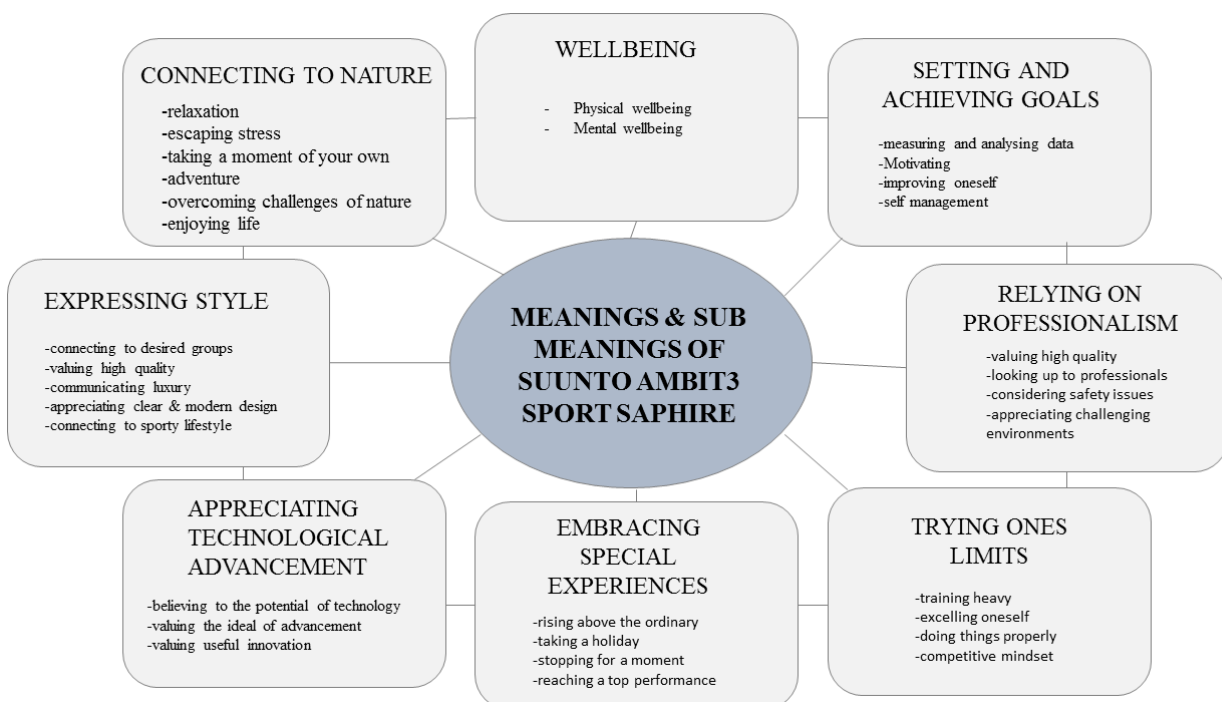 CONNECTING TO NATURE
-relaxation
-escaping stress
-taking a moment of your own
-adventure
-overcoming challenges of nature
-enjoying life
WELLBEING
- Physical wellbeing
- Mental wellbeing
SETTING AND
ACHIEVING GOALS
-measuring and analysing data
-Motivating
-improving oneself
-self management
EXPRESSING STYLE
-connecting to desired groups
-valuing high quality
-communicating luxury
-appreciating clear & modern design
-connecting to sporty lifestyle
MEANINGS & SUB
MEANINGS OF
SUUNTO AMBIT3
SPORT SAPHIRE
RELYING ON
PROFESSIONALISM
-valuing high quality
-looking up to professionals
-considering safety issues
-appreciating challenging
environments
APPRECIATING
TECHNOLOGICAL
ADVANCEMENT
-believing to the potential of technology
-valuing the ideal of advancement
-valuing useful innovation
EMBRACING
SPECIAL
EXPERIENCES
-rising above the ordinary
-taking a holiday
-stopping for a moment
-reaching a top performance
TRYING ONES
LIMITS
-training heavy
-excelling oneself
-doing things properly
-competitive mindset